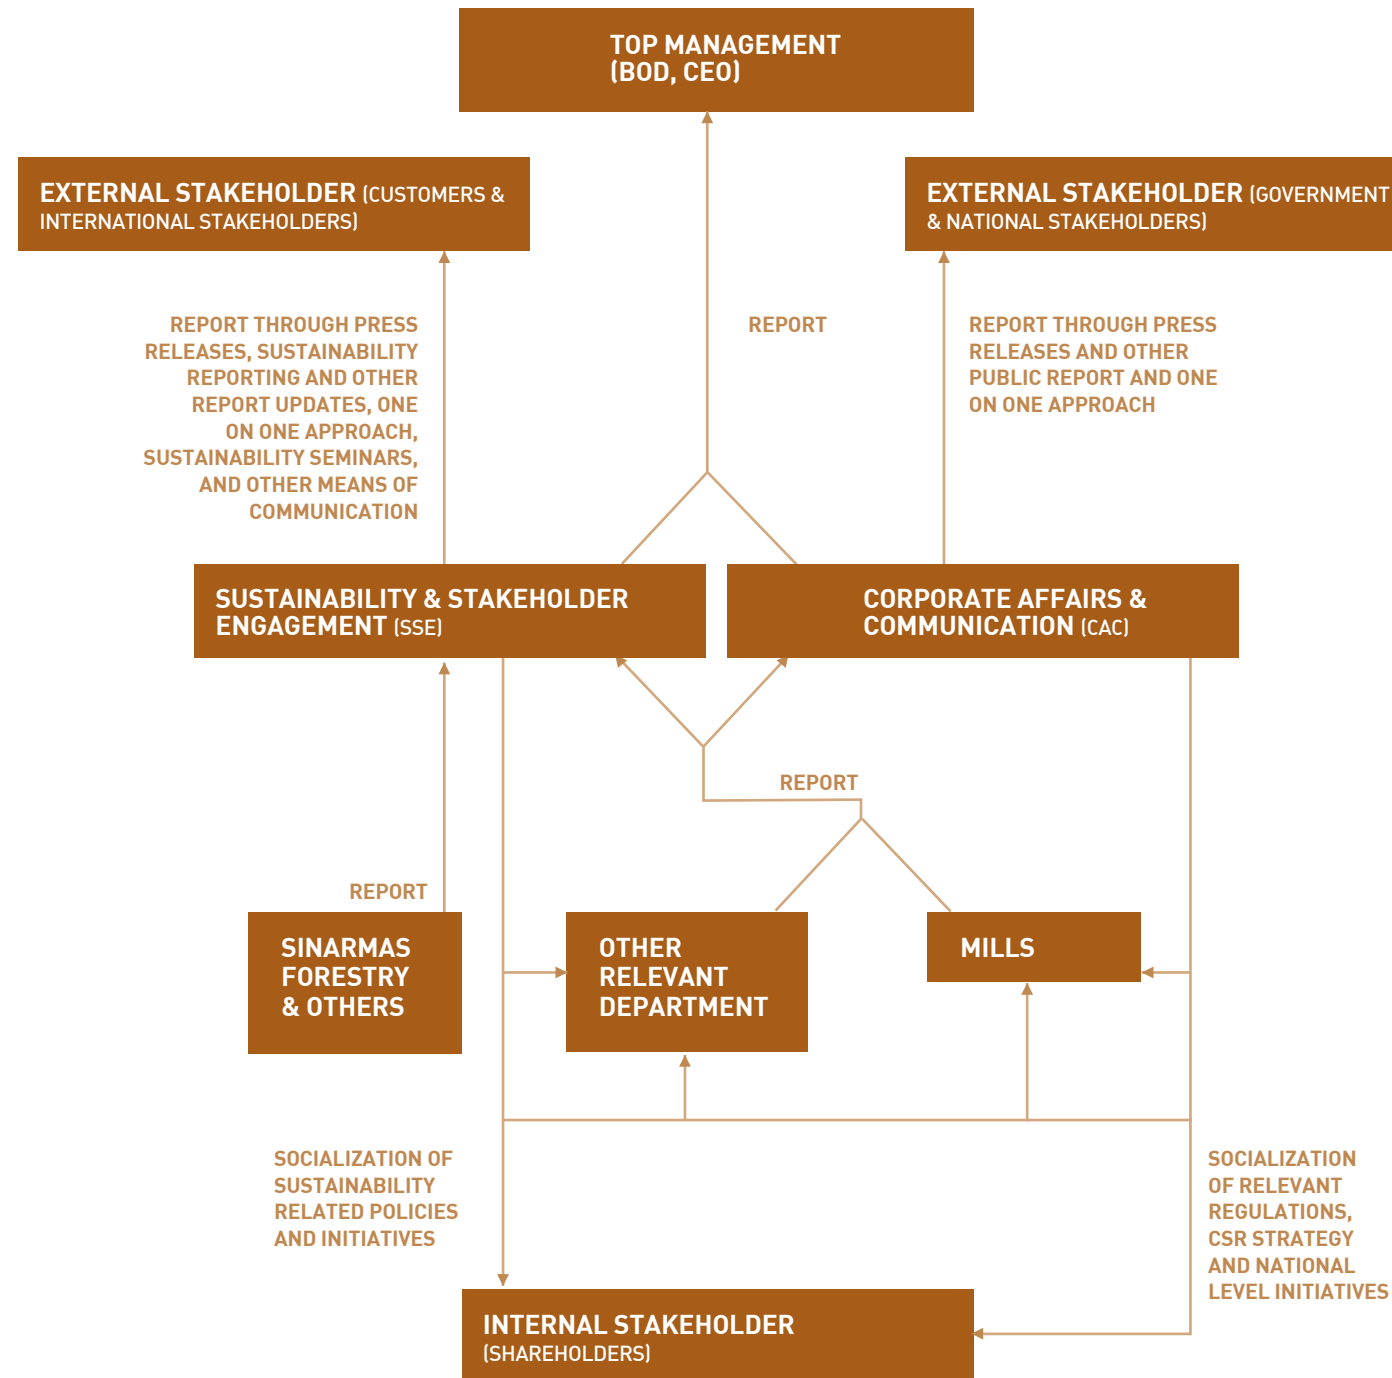 TOP MANAGEMENT
(BOD, CEO)
EXTERNAL STAKEHOLDER (CUSTOMERS &
INTERNATIONAL STAKEHOLDERS)
EXTERNAL STAKEHOLDER (GOVERNMENT
& NATIONAL STAKEHOLDERS)
REPORT THROUGH PRESS
RELEASES, SUSTAINABILITY
REPORTING AND OTHER
REPORT UPDATES, ONE
ON ONE APPROACH,
SUSTAINABILITY SEMINARS,
AND OTHER MEANS OF
COMMUNICATION
REPORT
REPORT THROUGH PRESS
RELEASES AND OTHER
PUBLIC REPORT AND ONE
ON ONE APPROACH
SUSTAINABILITY & STAKEHOLDER
ENGAGEMENT (SSE)
CORPORATE AFFAIRS &
COMMUNICATION (CAC)
REPORT
REPORT
SINARMAS
FORESTRY
& OTHERS
OTHER
RELEVANT
DEPARTMENT
MILLS
SOCIALIZATION OF
SUSTAINABILITY
RELATED POLICIES
AND INITIATIVES
SOCIALIZATION
OF RELEVANT
REGULATIONS,
CSR STRATEGY
AND NATIONAL
LEVEL INITIATIVES
INTERNAL STAKEHOLDER
(SHAREHOLDERS)